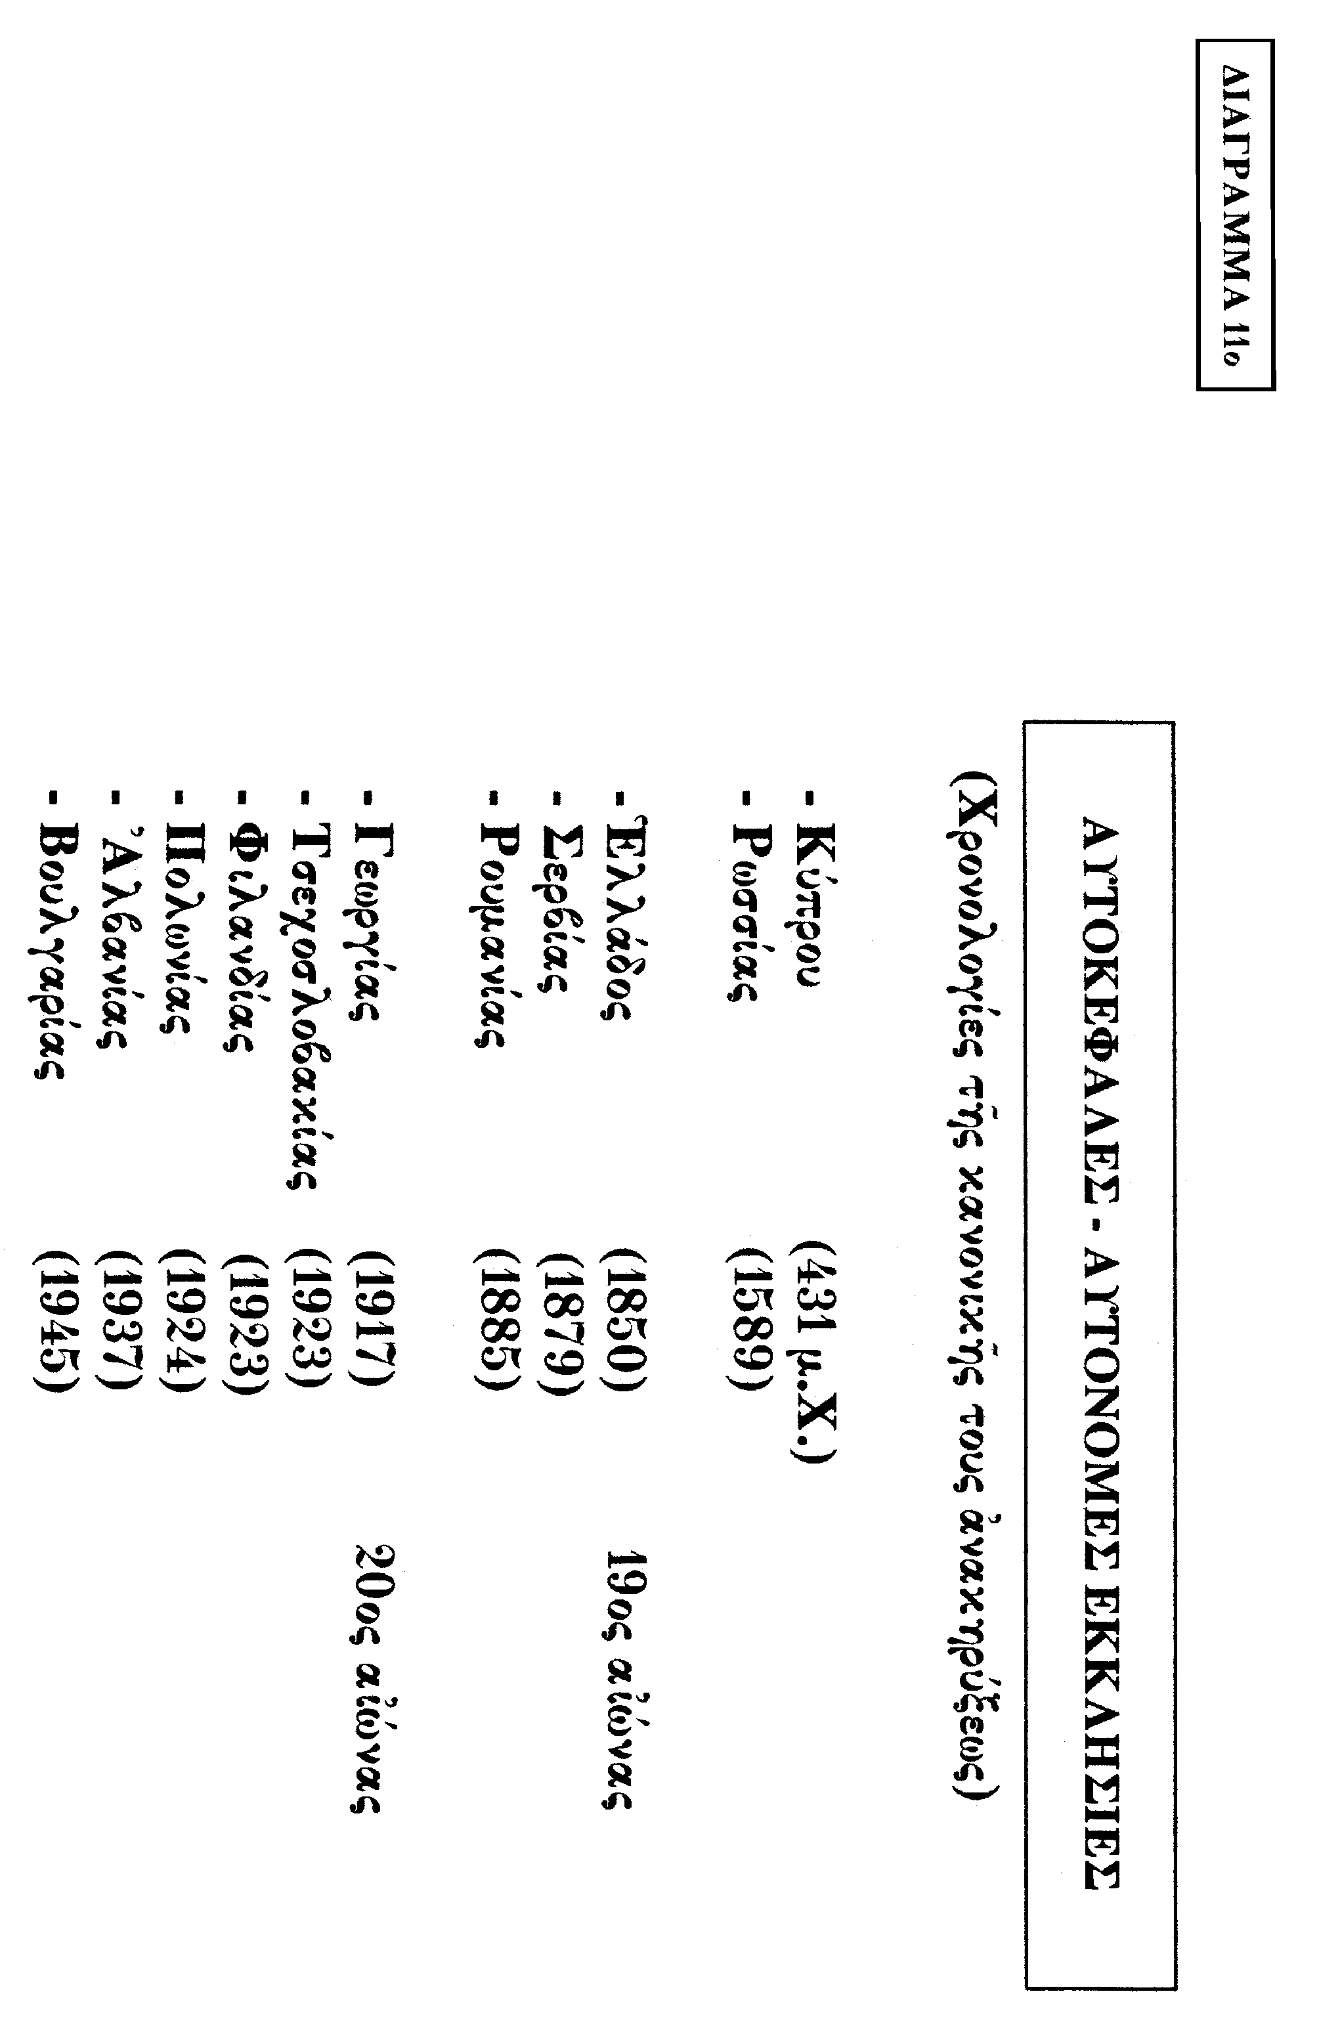 ΔΙΑΓΡΑΜΜΑ 11ο
ΑΥΤΟΚΕΦΑΛΕΣ - ΑΥΤΟΝΟΜΕΣ ΕΚΚΛΗΣΙΕΣ
(Χρονολογίες τῆς κανονικῆς τους ἀνακηρύξεως)
- Κύπρου (431 μ.Χ.)
- Ρωσσίας (1589)
- Ἑλλάδος (1850) 19ος αἰώνας
- Σερβίας (1879)
- Ρουμανίας (1885)
- Γεωργίας (1917) 20ος αἰώνας
- Τσεχοσλοβακίας (1923)
- Φιλανδίας (1923)
- Πολωνίας (1924)
- Ἀλβανίας (1937)
- Βουλγαρίας (1945)